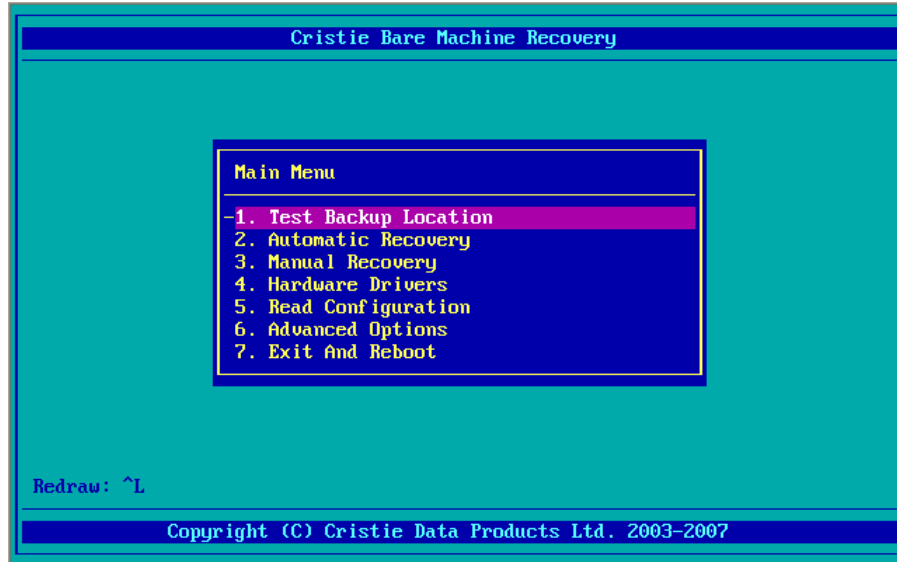 Cristie Bare Machine Recovery
Main Menu
-1. Test Backup Location
2. Automatic Recovery
3. Manual Recovery
4. Hardware Drivers
5. Read Configuration
6. Advanced Options
7. Exit And Reboot
Redraw: ^L
Copyright (C) Cristie Data Products Ltd. 2003-2007